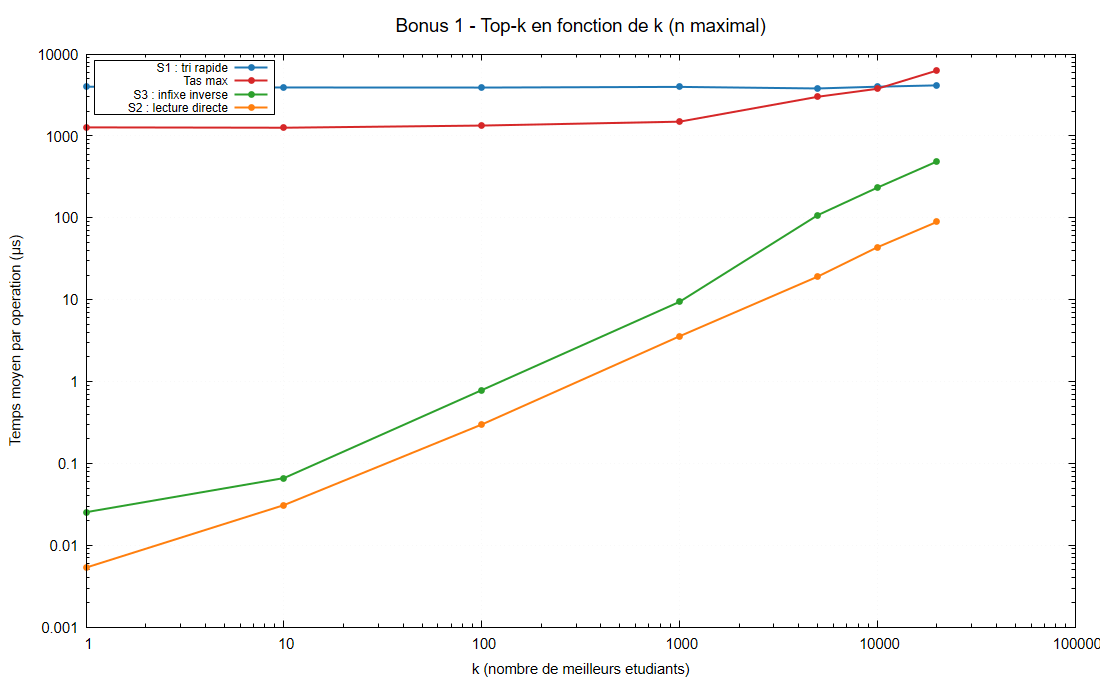 Bonus 1 - Top-k en fonction de k (n maximal)
10000
1000
100
10
1
0.1
0.01
0.001
S1 : tri rapide
Tas max
S3 : infixe inverse
S2 : lecture directe
Temps moyen par operation (µs)
1 10 100 1000 10000 100000
k (nombre de meilleurs etudiants)